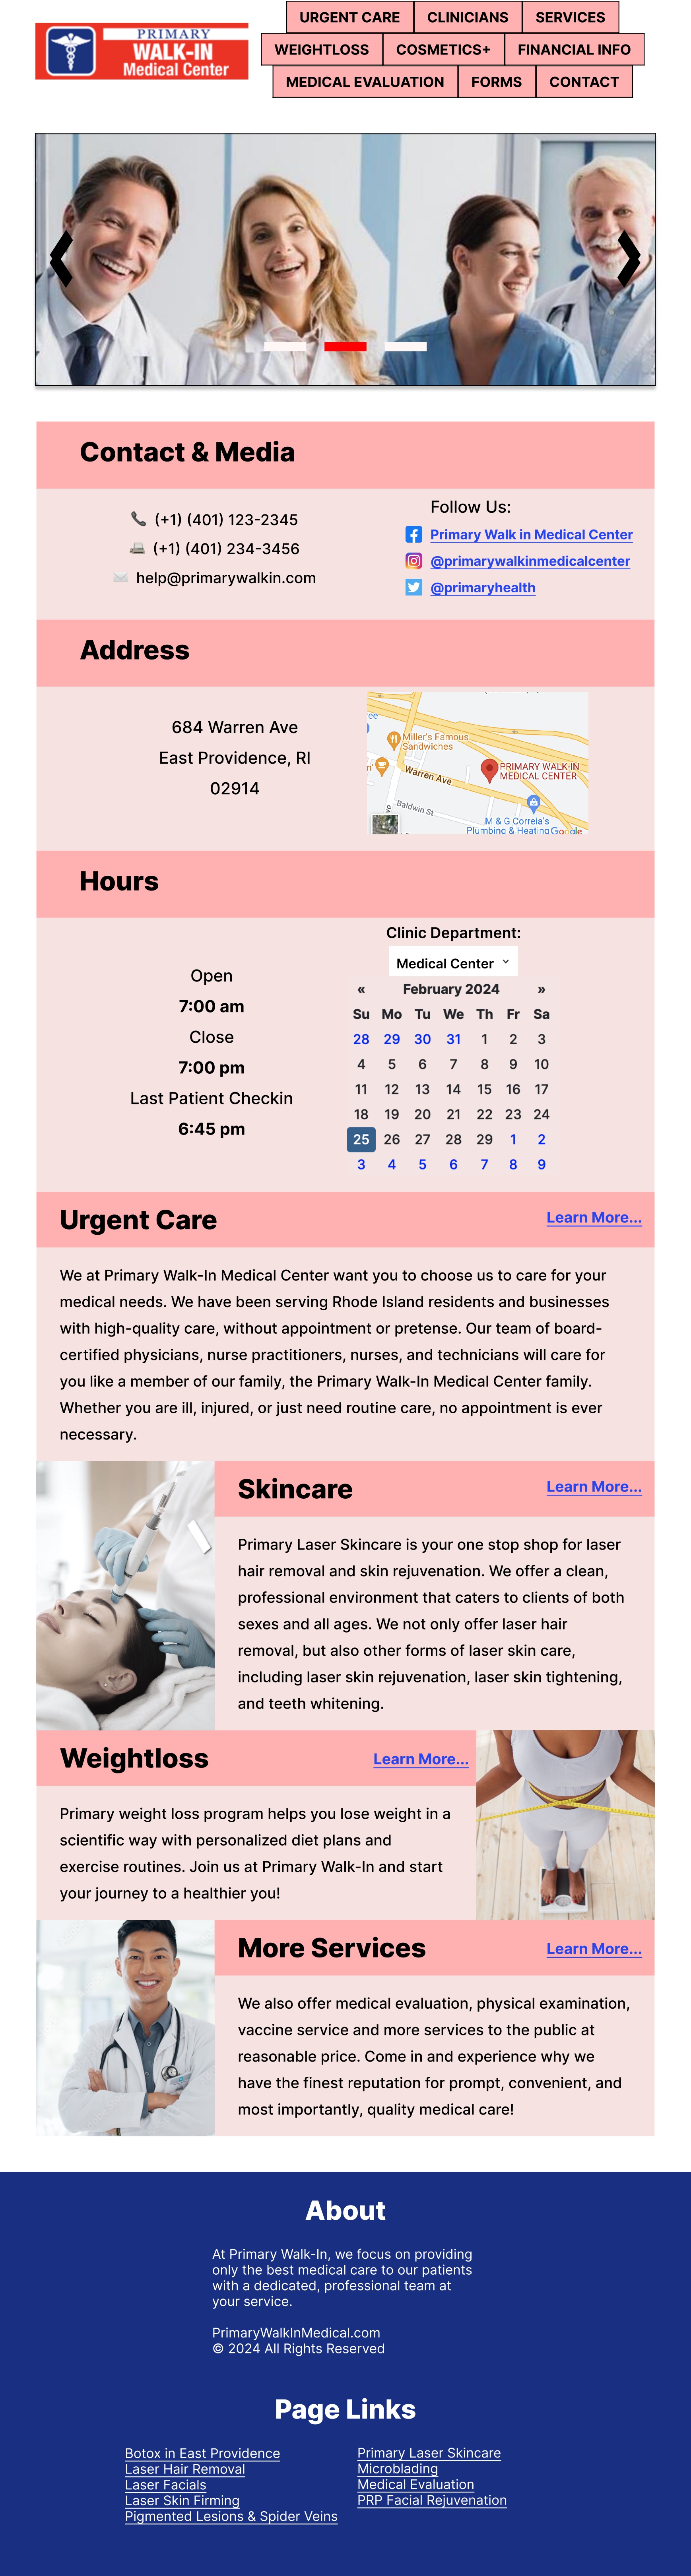 PRIMARY
WALK-IN
Medical Center
URGENT CARE CLINICIANS SERVICES
WEIGHTLOSS COSMETICS+ FINANCIAL INFO
MEDICAL EVALUATION FORMS CONTACT
Contact & Media
(+1) (401) 123-2345
(+1) (401) 234-3456
help@primarywalkin.com
Follow Us:
Primary Walk in Medical Center
@primarywalkinmedicalcenter
@primaryhealth
Address
684 Warren Ave
East Providence, RI
02914
Miller's Famous
Sandwiches
Warren Ave
PRIMARY WALK-IN
MEDICAL CENTER
Baldwin St
M & G Correia's
Plumbing & Heating
Google
Hours
Open
7:00 am
Close
7:00 pm
Last Patient Checkin
6:45 pm
Clinic Department:
Medical Center
« February 2024 »
Su Mo Tu We Th Fr Sa
28 29 30 31 1 2 3
4 5 6 7 8 9 10
11 12 13 14 15 16 17
18 19 20 21 22 23 24
25 26 27 28 29 1 2
3 4 5 6 7 8 9
Urgent Care
Learn More...
We at Primary Walk-In Medical Center want you to choose us to care for your
medical needs. We have been serving Rhode Island residents and businesses
with high-quality care, without appointment or pretense. Our team of board-
certified physicians, nurse practitioners, nurses, and technicians will care for
you like a member of our family, the Primary Walk-In Medical Center family.
Whether you are ill, injured, or just need routine care, no appointment is ever
necessary.
Skincare
Learn More...
Primary Laser Skincare is your one stop shop for laser
hair removal and skin rejuvenation. We offer a clean,
professional environment that caters to clients of both
sexes and all ages. We not only offer laser hair
removal, but also other forms of laser skin care,
including laser skin rejuvenation, laser skin tightening,
and teeth whitening.
Weightloss
Learn More...
Primary weight loss program helps you lose weight in a
scientific way with personalized diet plans and
exercise routines. Join us at Primary Walk-In and start
your journey to a healthier you!
More Services
Learn More...
We also offer medical evaluation, physical examination,
vaccine service and more services to the public at
reasonable price. Come in and experience why we
have the finest reputation for prompt, convenient, and
most importantly, quality medical care!
About
At Primary Walk-In, we focus on providing
only the best medical care to our patients
with a dedicated, professional team at
your service.
PrimaryWalkInMedical.com
© 2024 All Rights Reserved
Page Links
Botox in East Providence
Laser Hair Removal
Laser Facials
Laser Skin Firming
Pigmented Lesions & Spider Veins
Primary Laser Skincare
Microblading
Medical Evaluation
PRP Facial Rejuvenation